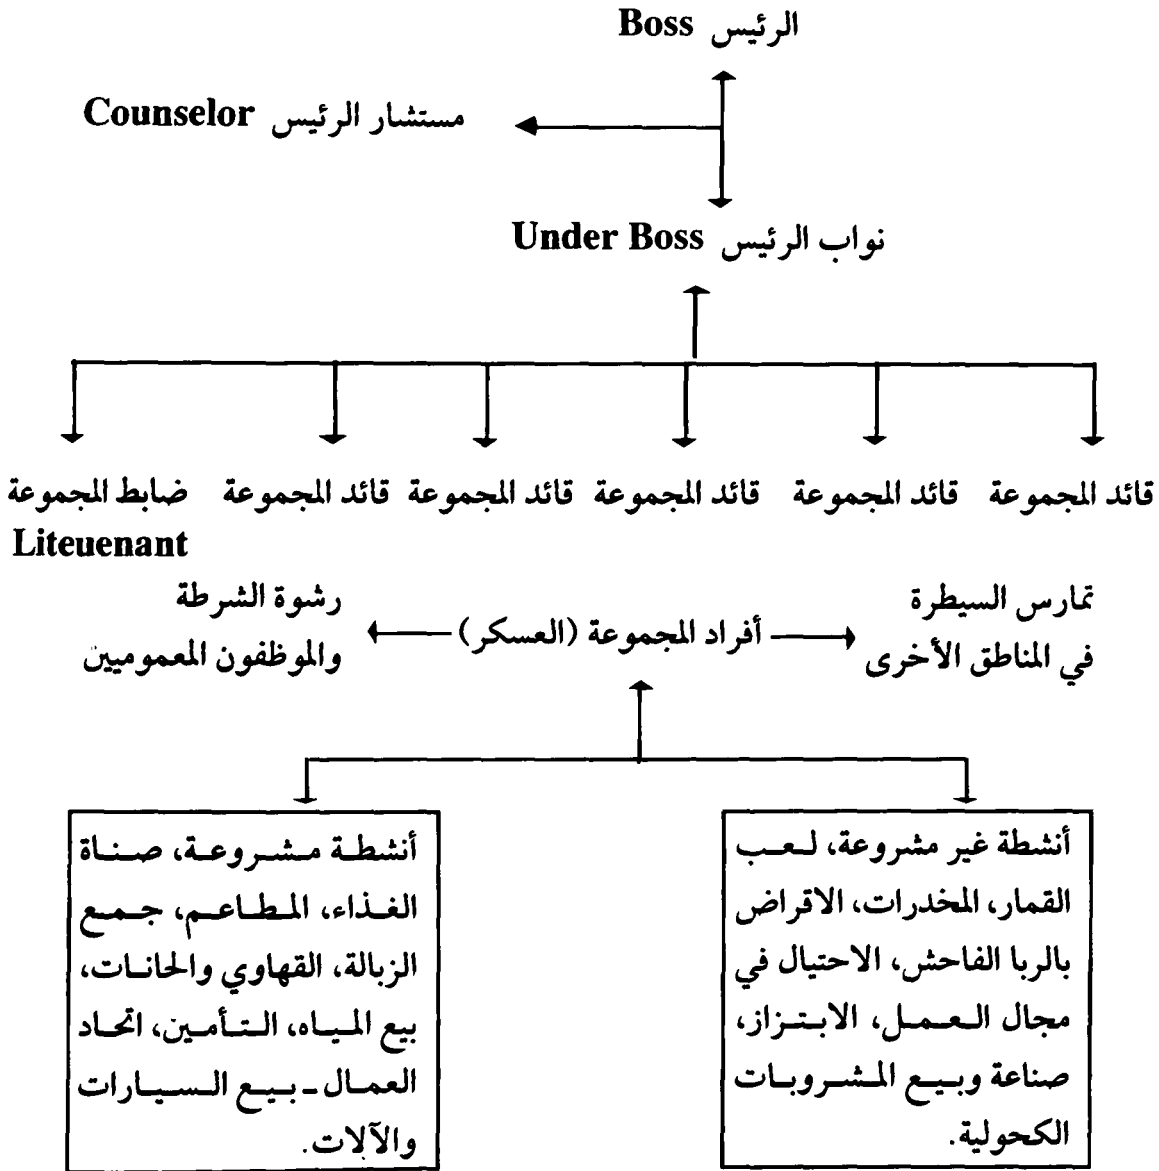 الرئيس Boss
مستشار الرئيس Counselor
نواب الرئيس Under Boss
قائد المجموعة قائد المجموعة قائد المجموعة قائد المجموعة قائد المجموعة ضابط المجموعة
Liteuenant
تمارس السيطرة
في المناطق الأخرى
أفراد المجموعة (العسكر)
رشوة الشرطة
والموظفون المعموميين
أنشطة غير مشروعة، لعب
القمار، المخدرات، الاقراض
بالربا الفاحش، الاحتيال في
مجال العمل، الابتزاز،
صناعة وبيع المشروبات
الكحولية.
أنشطة مشروعة، صناة
الغذاء، المطاعم، جمع
الزبالة، القهاوي والحانات،
بيع المياه، التأمين، اتحاد
العمال - بيع السيارات
والآلات.